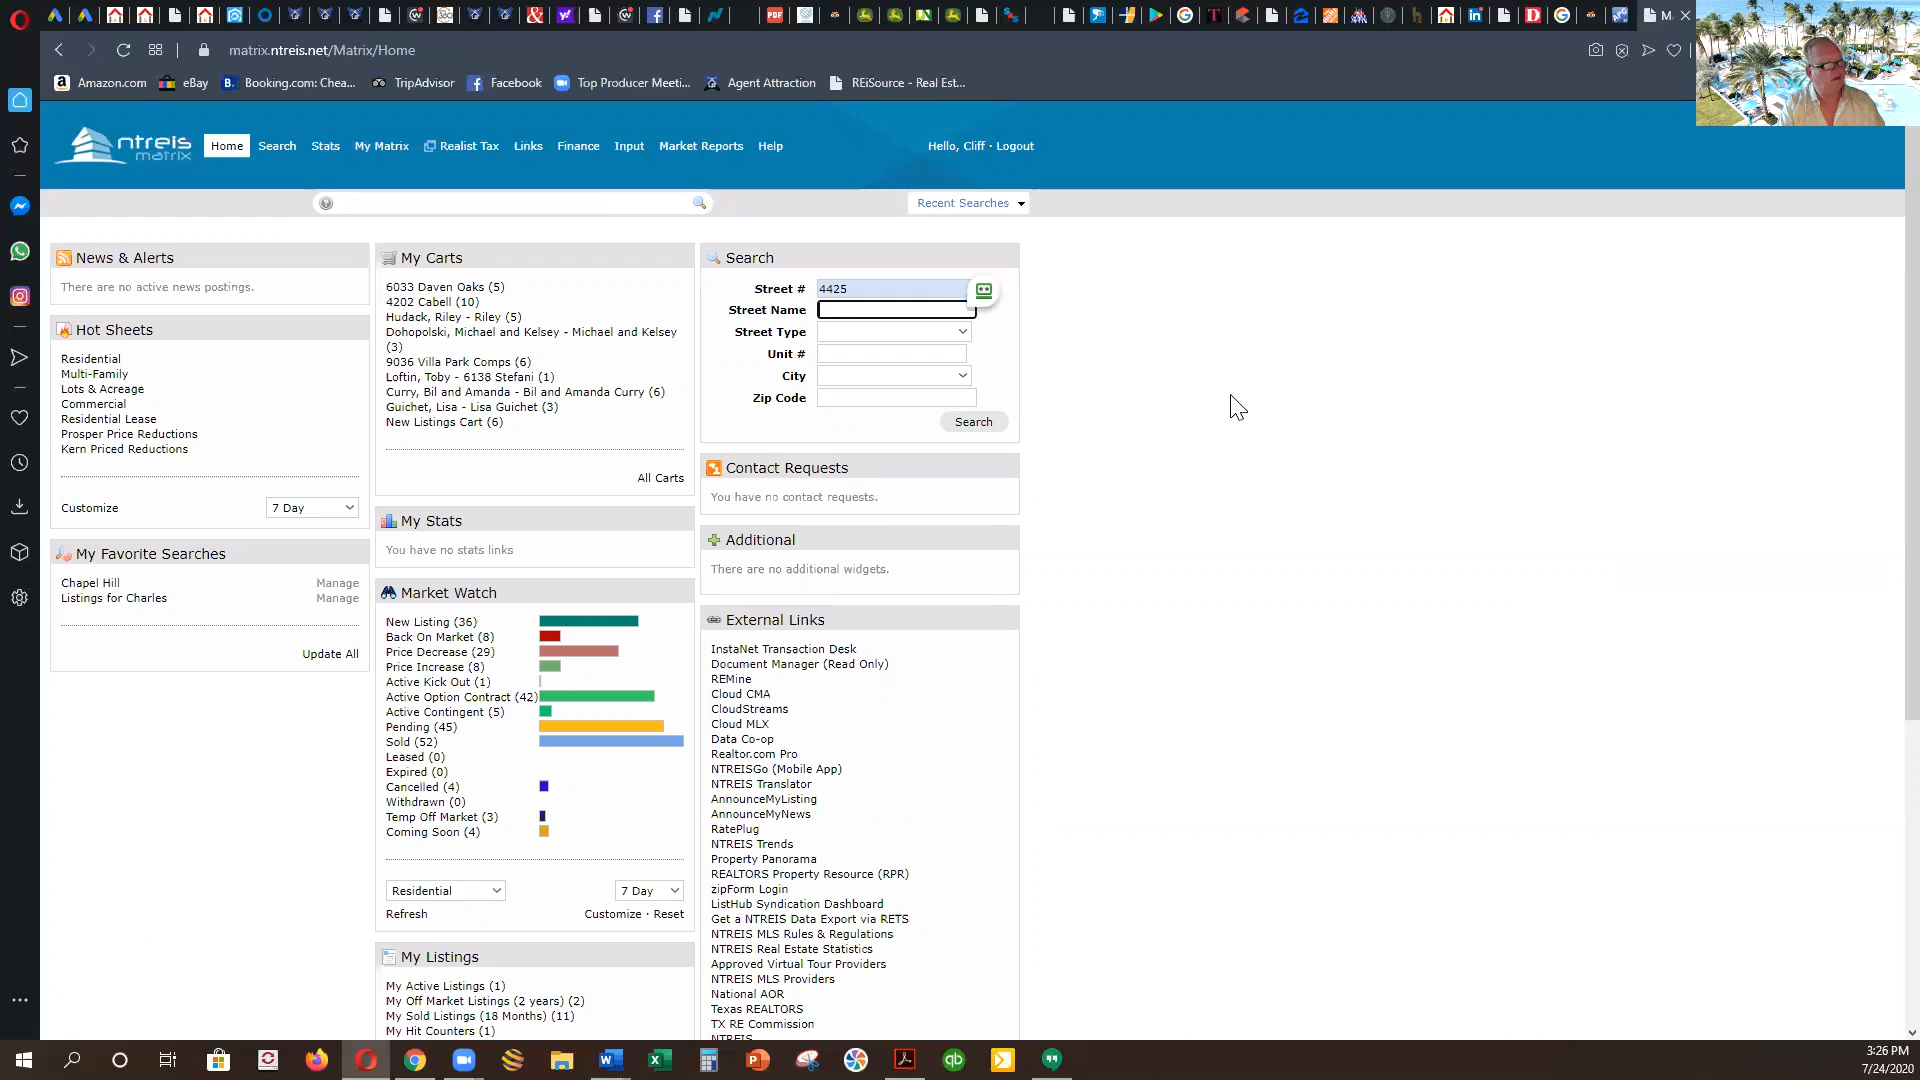 M
matrix.ntreis.net/Matrix/Home
Amazon.com eBay Booking.com: Chea... TripAdvisor Facebook Top Producer Meeti... Agent Attraction REiSource - Real Est...
ntreis matrix
Home Search Stats My Matrix Realist Tax Links Finance Input Market Reports Help
Hello, Cliff · Logout
Recent Searches
News & Alerts
There are no active news postings.
Hot Sheets
Residential
Multi-Family
Lots & Acreage
Commercial
Residential Lease
Prosper Price Reductions
Kern Priced Reductions
Customize 7 Day
My Favorite Searches
Chapel Hill Manage
Listings for Charles Manage
Update All
My Carts
6033 Daven Oaks (5)
4202 Cabell (10)
Hudack, Riley - Riley (5)
Dohopolski, Michael and Kelsey - Michael and Kelsey
(3)
9036 Villa Park Comps (6)
Loftin, Toby - 6138 Stefani (1)
Curry, Bil and Amanda - Bil and Amanda Curry (6)
Guichet, Lisa - Lisa Guichet (3)
New Listings Cart (6)
All Carts
My Stats
You have no stats links
Market Watch
New Listing (36)
Back On Market (8)
Price Decrease (29)
Price Increase (8)
Active Kick Out (1)
Active Option Contract (42)
Active Contingent (5)
Pending (45)
Sold (52)
Leased (0)
Expired (0)
Cancelled (4)
Withdrawn (0)
Temp Off Market (3)
Coming Soon (4)
Residential 7 Day
Refresh Customize · Reset
My Listings
My Active Listings (1)
My Off Market Listings (2 years) (2)
My Sold Listings (18 Months) (11)
My Hit Counters (1)
Search
Street # 4425
Street Name
Street Type
Unit #
City
Zip Code
Search
Contact Requests
You have no contact requests.
Additional
There are no additional widgets.
External Links
InstaNet Transaction Desk
Document Manager (Read Only)
REMine
Cloud CMA
CloudStreams
Cloud MLX
Data Co-op
Realtor.com Pro
NTREISGo (Mobile App)
NTREIS Translator
AnnounceMyListing
AnnounceMyNews
RatePlug
NTREIS Trends
Property Panorama
REALTORS Property Resource (RPR)
zipForm Login
ListHub Syndication Dashboard
Get a NTREIS Data Export via RETS
NTREIS MLS Rules & Regulations
NTREIS Real Estate Statistics
Approved Virtual Tour Providers
NTREIS MLS Providers
National AOR
Texas REALTORS
TX RE Commission
3:26 PM
7/24/2020